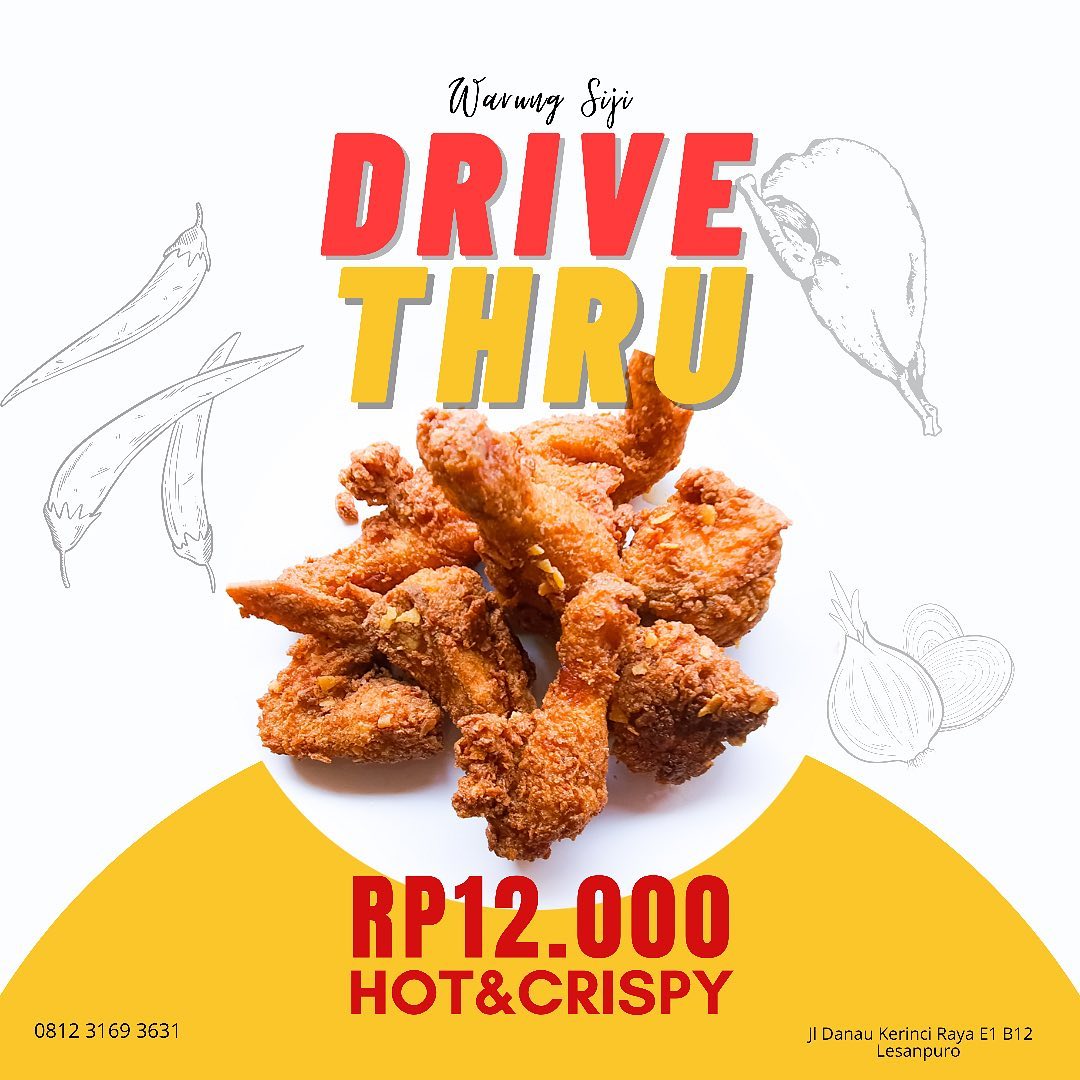 Warung Siji
DRIVE
THRU
RP12.000
HOT&CRISPY
0812 3169 3631
Jl Danau Kerinci Raya E1 B12
Lesanpuro